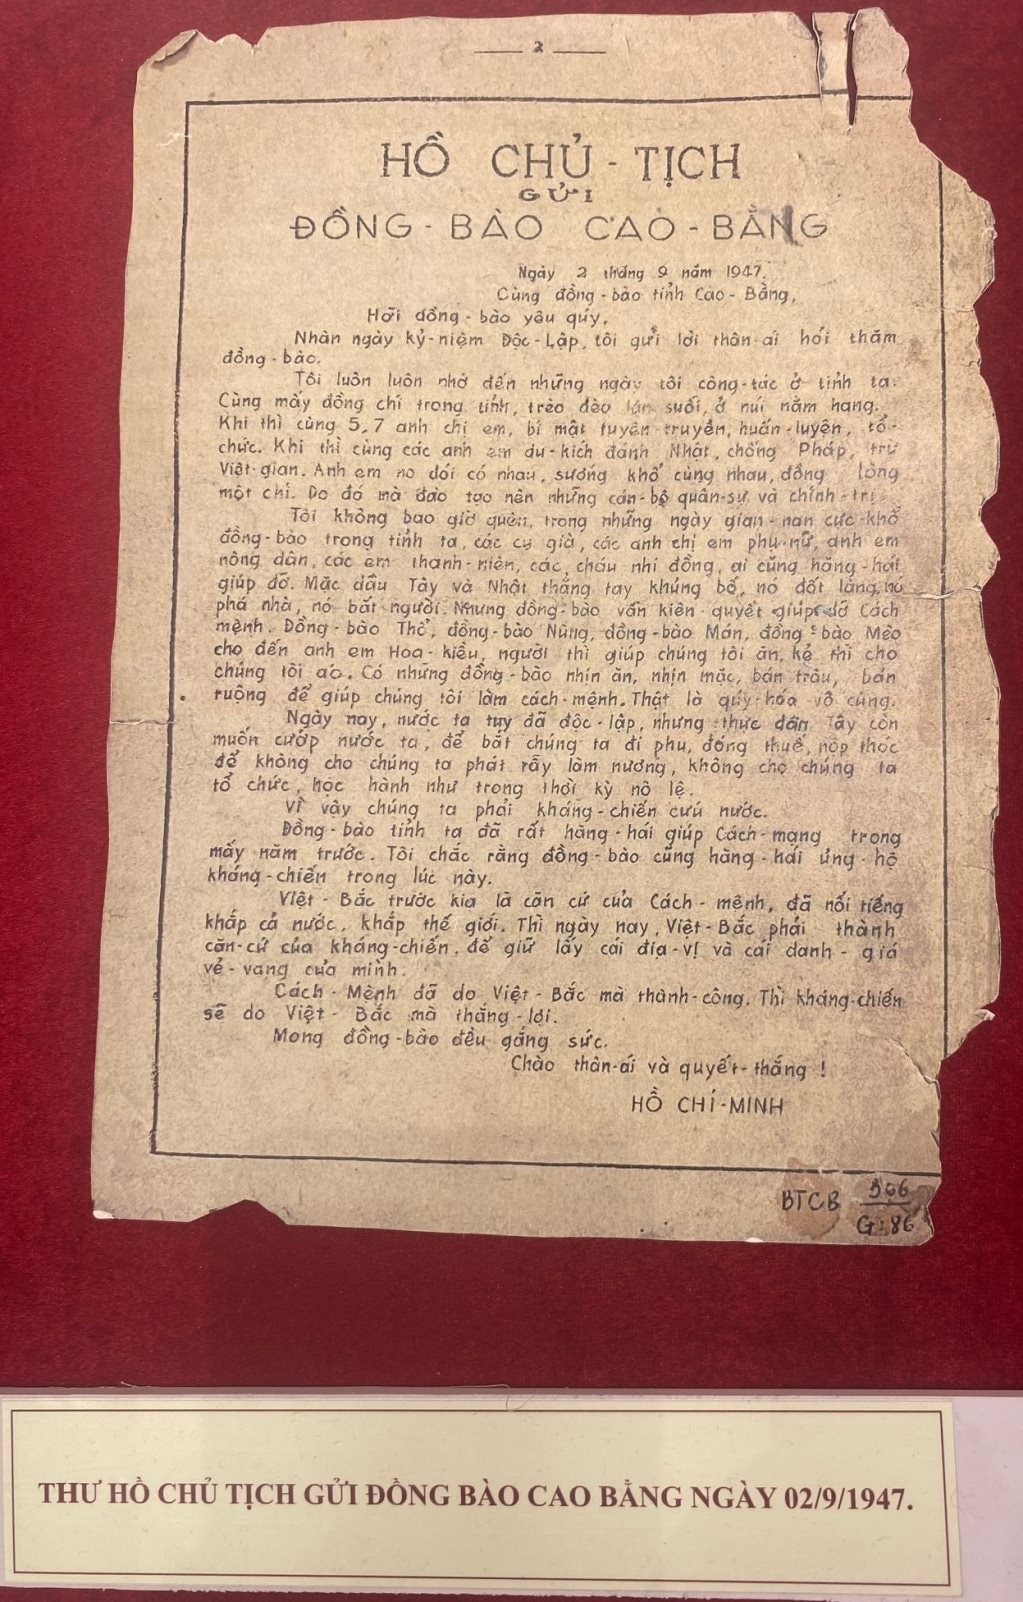 — 2 —
HỒ CHỦ - TỊCH
GỬI
ĐỒNG - BÀO CAO - BẰNG
Ngày 2 tháng 9 năm 1947.
Cùng đồng - bào tỉnh Cao - Bằng,
Hỡi đồng - bào yêu quý,
Nhân ngày kỷ-niệm Độc-Lập, tôi gửi lời thân-ái hỏi thăm
đồng-bào.
Tôi luôn luôn nhớ đến những ngày tôi công-tác ở tỉnh ta.
Cùng mấy đồng chí trong tỉnh, trèo đèo lặn suối, ở núi nằm hang.
Khi thì cùng 5, 7 anh chị em, bí mật tuyên-truyền, huấn-luyện, tổ-
chức. Khi thì cùng các anh em du-kích đánh Nhật, chống Pháp, trừ
Việt-gian. Anh em no đói có nhau, sướng khổ cùng nhau, đồng lòng
một chí. Do đó mà đào tạo nên những cán-bộ quân-sự và chính-trị.
Tôi không bao giờ quên, trong những ngày gian-nan cực-khổ
đồng-bào trong tỉnh ta, các cụ già, các anh chị em phụ-nữ, anh em
nông dân, các em thanh-niên, các cháu nhi đồng, ai cũng hăng-hái
giúp đỡ. Mặc dầu Tây và Nhật thẳng tay khủng bố, nó đốt làng, nó
phá nhà, nó bắt người. Nhưng đồng-bào vẫn kiên-quyết giúp đỡ Cách
mệnh. Đồng-bào Thổ, đồng-bào Nùng, đồng-bào Mán, đồng-bào Mèo
cho đến anh em Hoa-kiều, người thì giúp chúng tôi ăn, kẻ thì cho
chúng tôi áo. Có những đồng-bào nhịn ăn, nhịn mặc, bán trâu, bán
ruộng để giúp chúng tôi làm cách-mệnh. Thật là quý-hóa vô cùng.
Ngày nay, nước ta tuy đã độc-lập, nhưng thực dân Tây còn
muốn cướp nước ta, để bắt chúng ta đi phu, đóng thuế, nộp thóc
để không cho chúng ta phát rẫy làm nương, không cho chúng ta
tổ chức, học hành như trong thời kỳ nô lệ.
Vì vậy chúng ta phải kháng-chiến cứu nước.
Đồng-bào tỉnh ta đã rất hăng-hái giúp Cách-mạng trong
mấy năm trước. Tôi chắc rằng đồng-bào cũng hăng-hái ủng-hộ
kháng-chiến trong lúc này.
Việt-Bắc trước kia là căn cứ của Cách-mệnh, đã nổi tiếng
khắp cả nước, khắp thế giới. Thì ngày nay, Việt-Bắc phải thành
căn-cứ của kháng-chiến, để giữ lấy cái địa-vị và cái danh-giá
vẻ-vang của mình.
Cách-Mệnh đã do Việt-Bắc mà thành-công. Thì kháng-chiến
sẽ do Việt-Bắc mà thắng-lợi.
Mong đồng-bào đều gắng sức.
Chào thân-ái và quyết-thắng !
HỒ CHÍ-MINH
BTCB 506
G: 86
THƯ HỒ CHỦ TỊCH GỬI ĐỒNG BÀO CAO BẰNG NGÀY 02/9/1947.